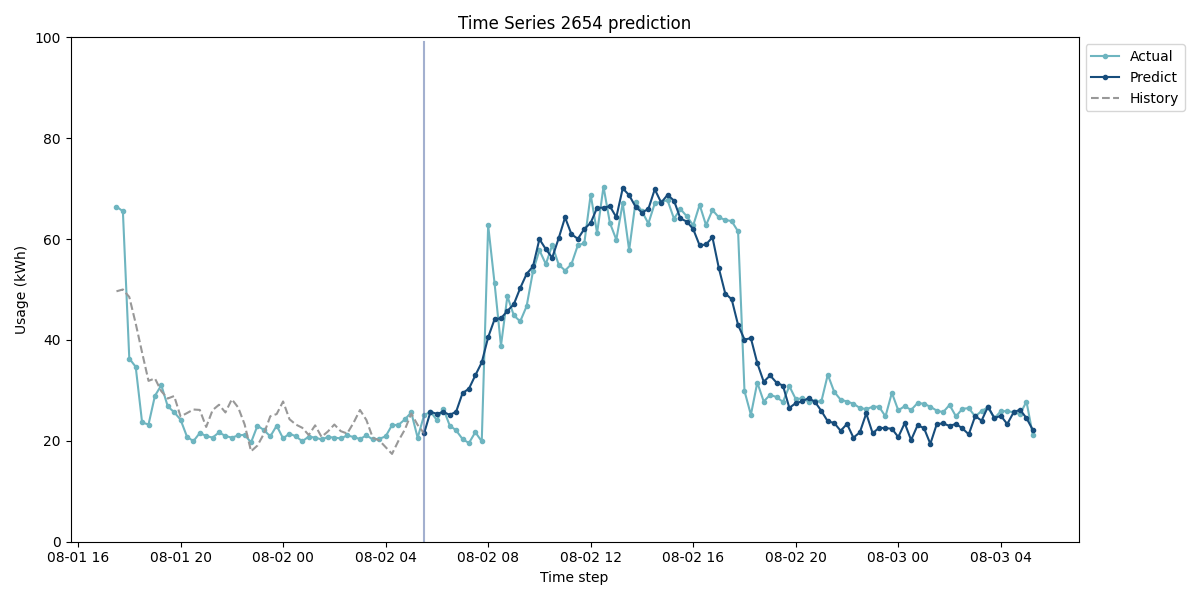 Time Series 2654 prediction
100
80
60
40
20
0
Usage (kWh)
08-01 16
08-01 20
08-02 00
08-02 04
08-02 08
08-02 12
08-02 16
08-02 20
08-03 00
08-03 04
Time step
Actual
Predict
History